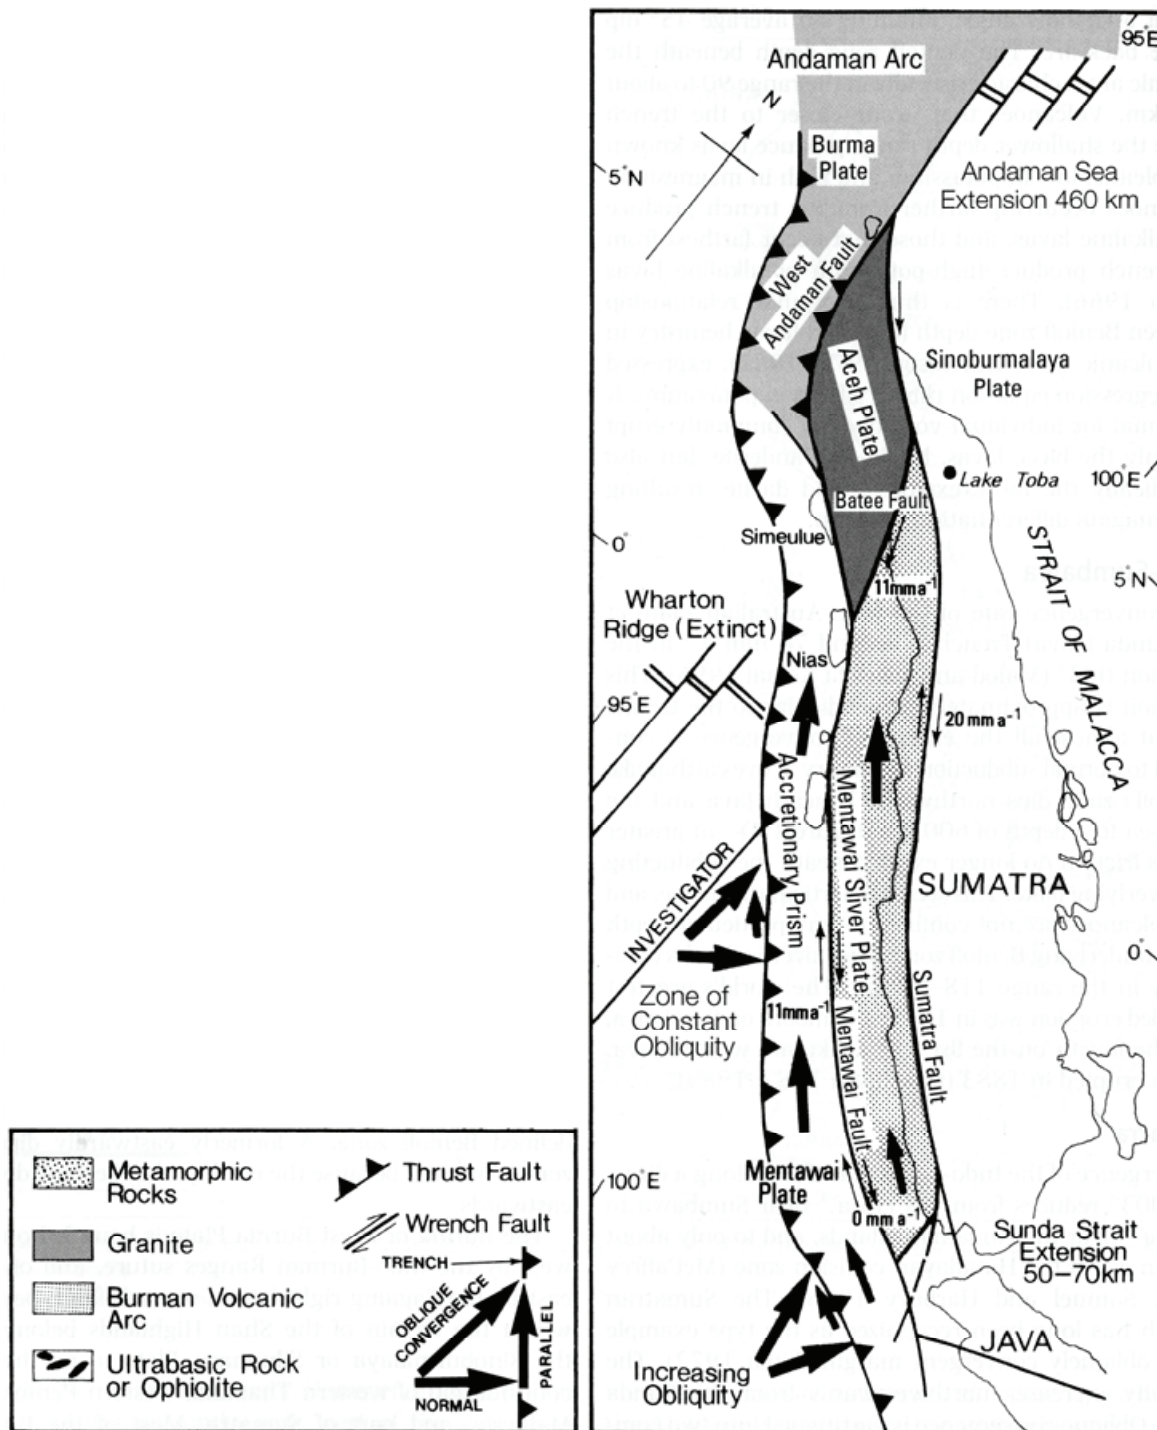 95°E
Andaman Arc
N
Burma
Plate
5°N
Andaman Sea
Extension 460 km
West
Andaman Fault
Sinoburmalaya
Plate
Aceh Plate
Lake Toba
100°E
Batee Fault
Simeulue
0°
STRAIT OF MALACCA
5°N
11mma⁻¹
Wharton
Ridge (Extinct)
Nias
95°E
20mma⁻¹
Accretionary Prism
Mentawai Sliver Plate
INVESTIGATOR
SUMATRA
0°
Zone of
Constant
Obliquity
11mma⁻¹
Mentawai Fault
Sumatra Fault
Mentawai
Plate
100°E
0mma⁻¹
Sunda Strait
Extension
50-70km
JAVA
Increasing
Obliquity
Metamorphic
Rocks
Granite
Burman Volcanic
Arc
Ultrabasic Rock
or Ophiolite
Thrust Fault
Wrench Fault
TRENCH
OBLIQUE
CONVERGENCE
PARALLEL
NORMAL